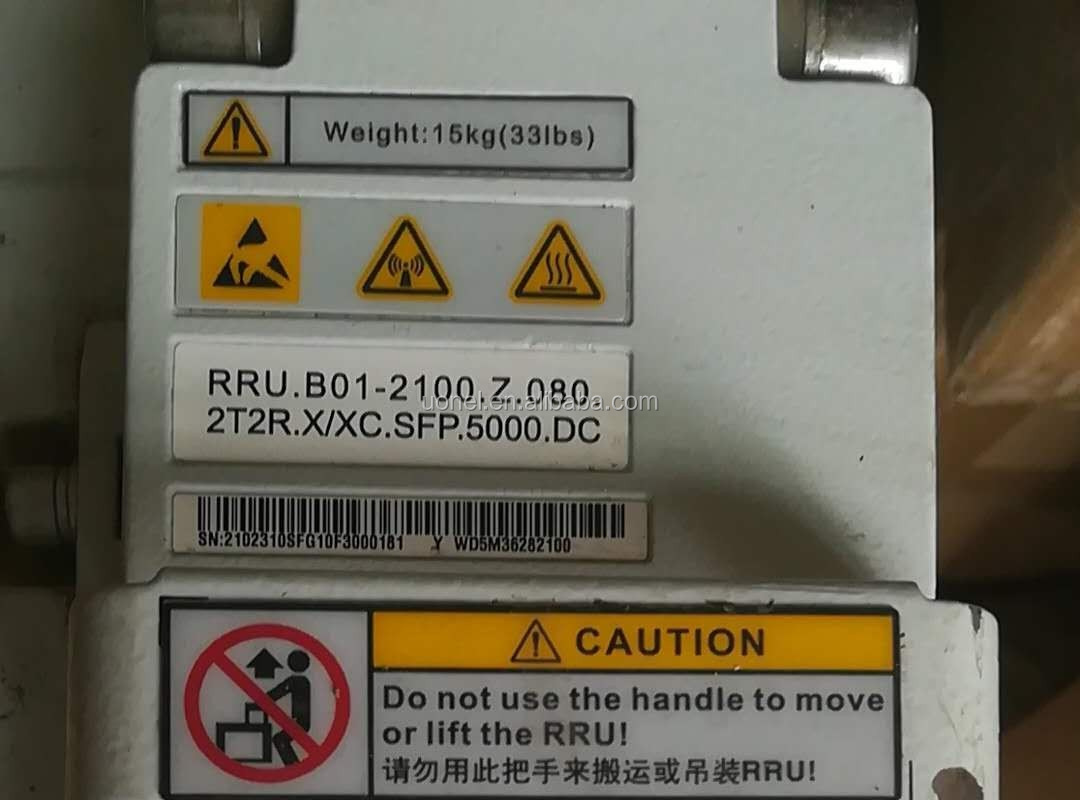 Weight:15kg(33lbs)
RRU.B01-2100.Z.080.
2T2R.X/XC.SFP.5000.DC
uonel.en.alibaba.com
SN:2102310SFG10F3000181 Y WD5M36282100
CAUTION
Do not use the handle to move
or lift the RRU!
请勿用此把手来搬运或吊装RRU!